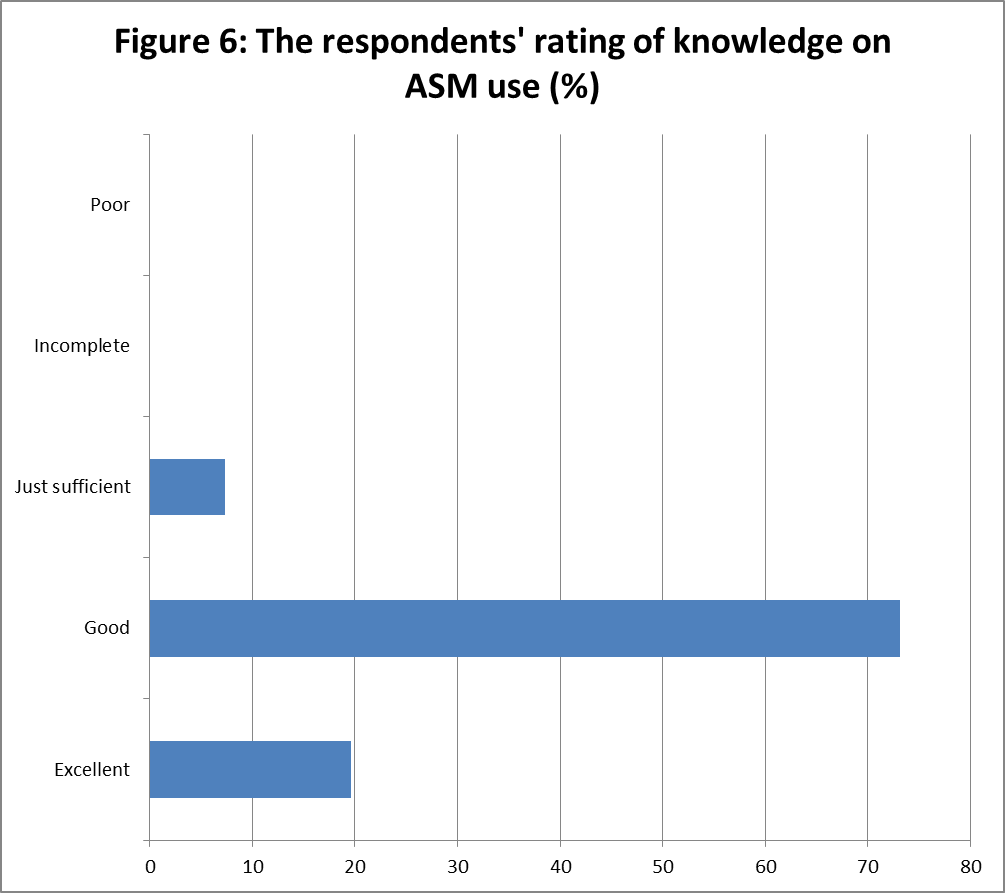 Figure 6: The respondents' rating of knowledge on
ASM use (%)
Poor
Incomplete
Just sufficient
Good
Excellent
0 10 20 30 40 50 60 70 80